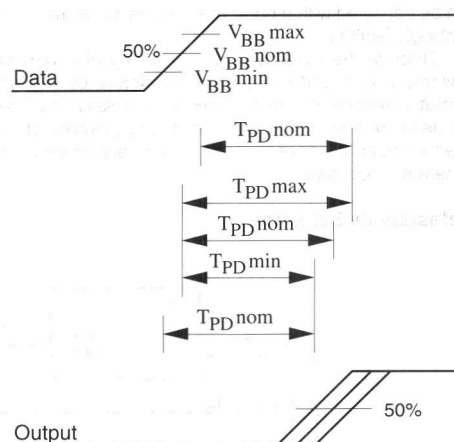 V_BB max
50%
V_BB nom
Data
V_BB min
T_PD nom
T_PD max
T_PD nom
T_PD min
T_PD nom
50%
Output